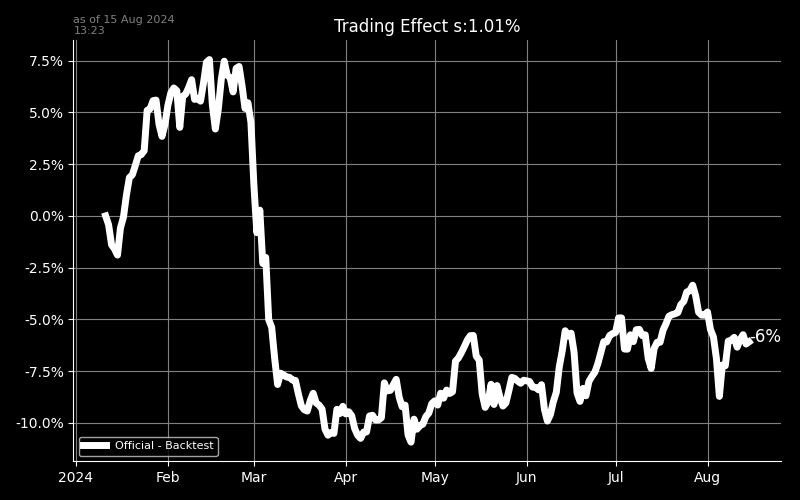 as of 15 Aug 2024
13:23
Trading Effect s:1.01%
7.5%
5.0%
2.5%
0.0%
-2.5%
-5.0%
-7.5%
-10.0%
-6%
Official - Backtest
2024 Feb Mar Apr May Jun Jul Aug